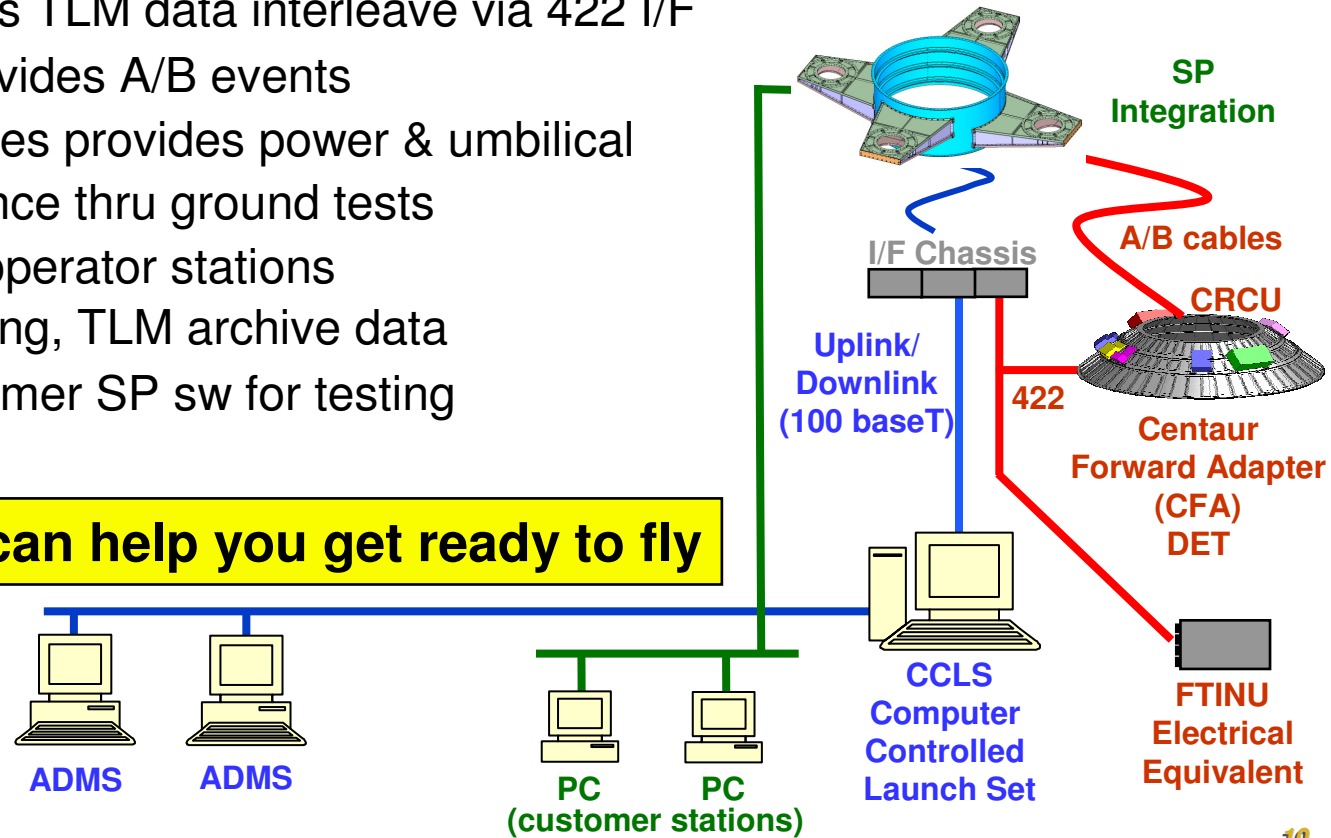 s TLM data interleave via 422 I/F
vides A/B events
es provides power & umbilical
nce thru ground tests
operator stations
ng, TLM archive data
mer SP sw for testing
can help you get ready to fly
SP
Integration
A/B cables
I/F Chassis
CRCU
Uplink/
Downlink
(100 baseT)
422
Centaur
Forward Adapter
(CFA)
DET
CCLS
Computer
Controlled
Launch Set
FTINU
Electrical
Equivalent
ADMS
ADMS
PC
PC
(customer stations)